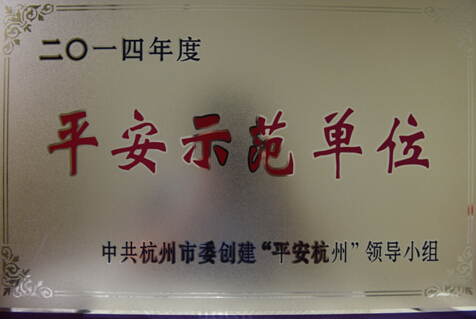 二〇一四年度
平安示范单位
中共杭州市委创建“平安杭州”领导小组